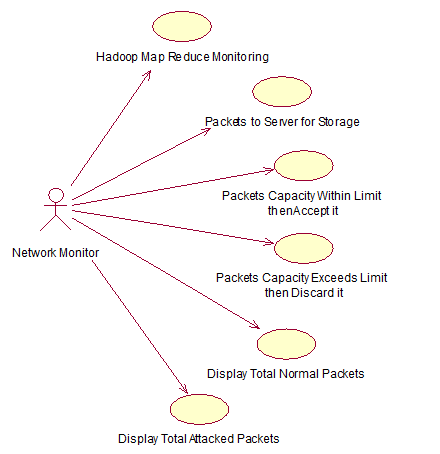 Hadoop Map Reduce Monitoring
Packets to Server for Storage
Packets Capacity Within Limit
thenAccept it
Network Monitor
Packets Capacity Exceeds Limit
then Discard it
Display Total Normal Packets
Display Total Attacked Packets